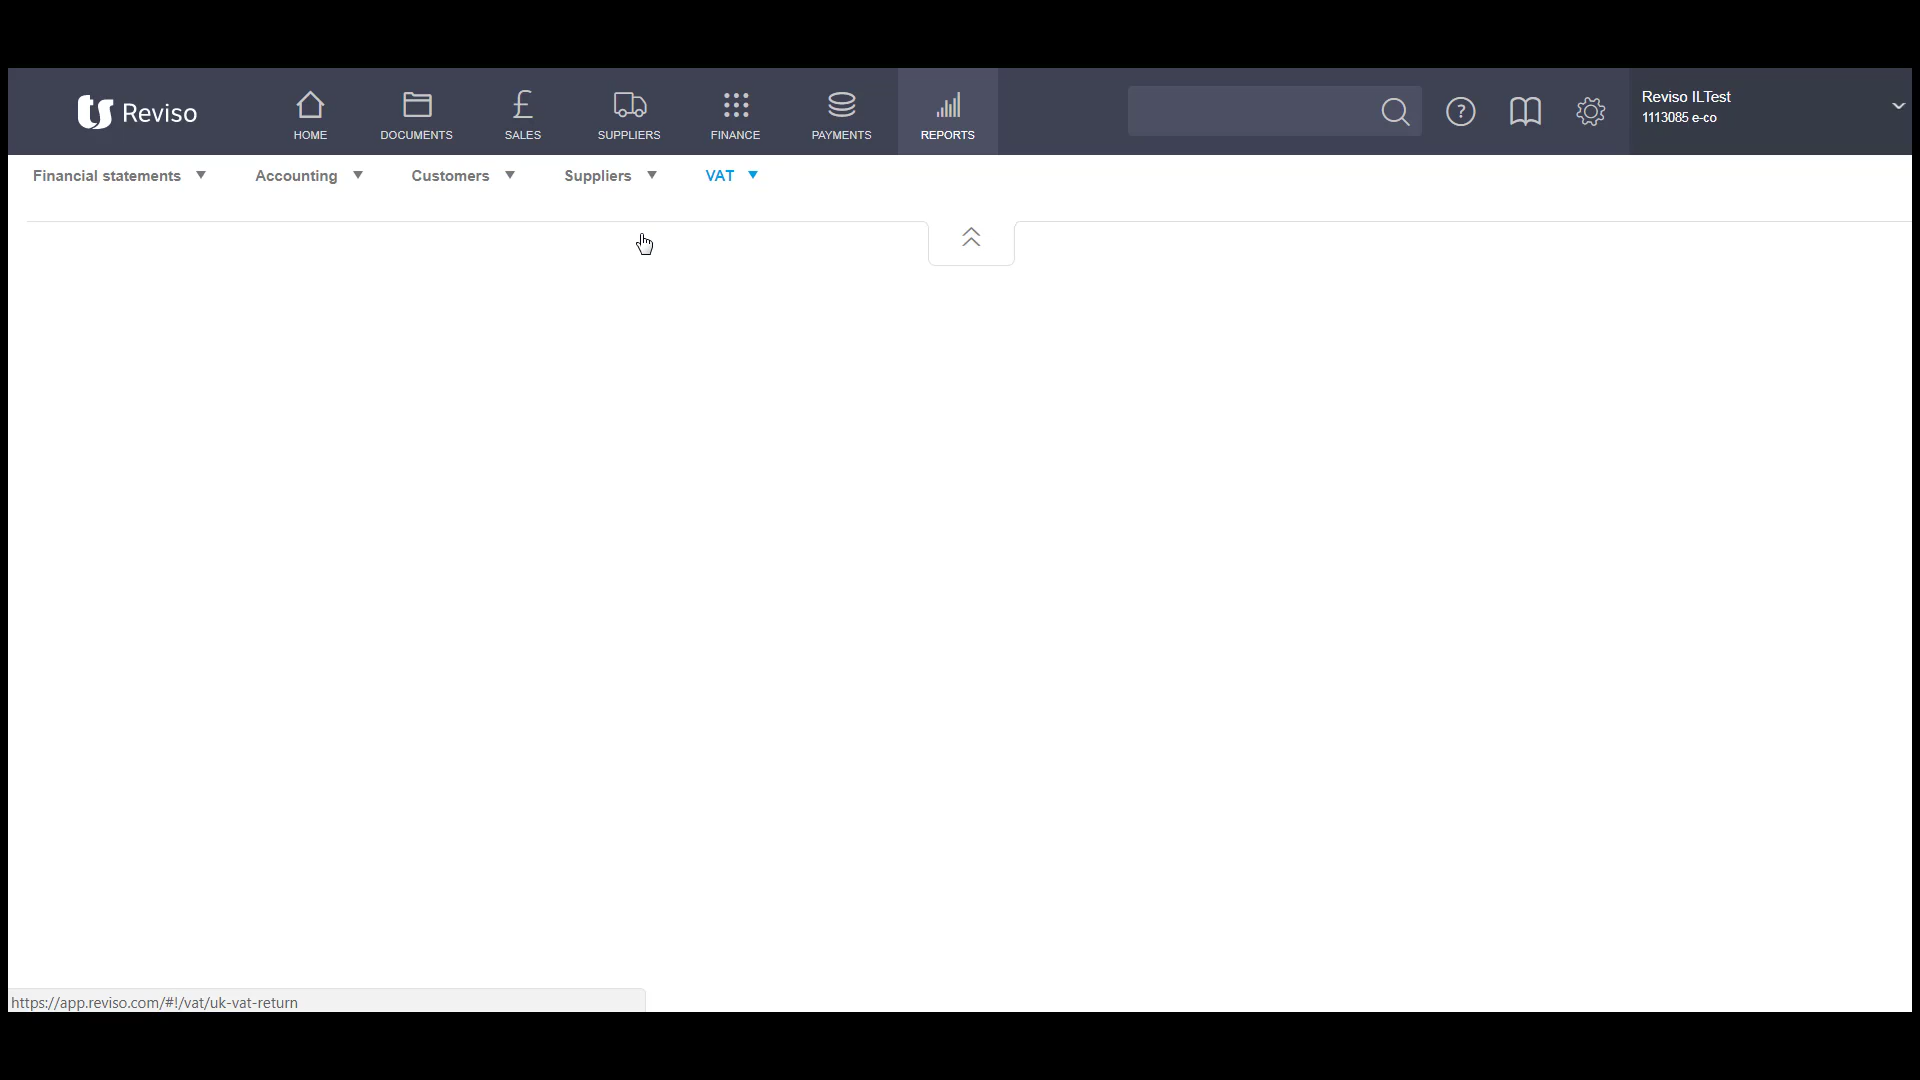 Reviso
HOME
DOCUMENTS
SALES
SUPPLIERS
FINANCE
PAYMENTS
REPORTS
Reviso ILTest
1113085 e-co
Financial statements
Accounting
Customers
Suppliers
VAT
https://app.reviso.com/#!/vat/uk-vat-return